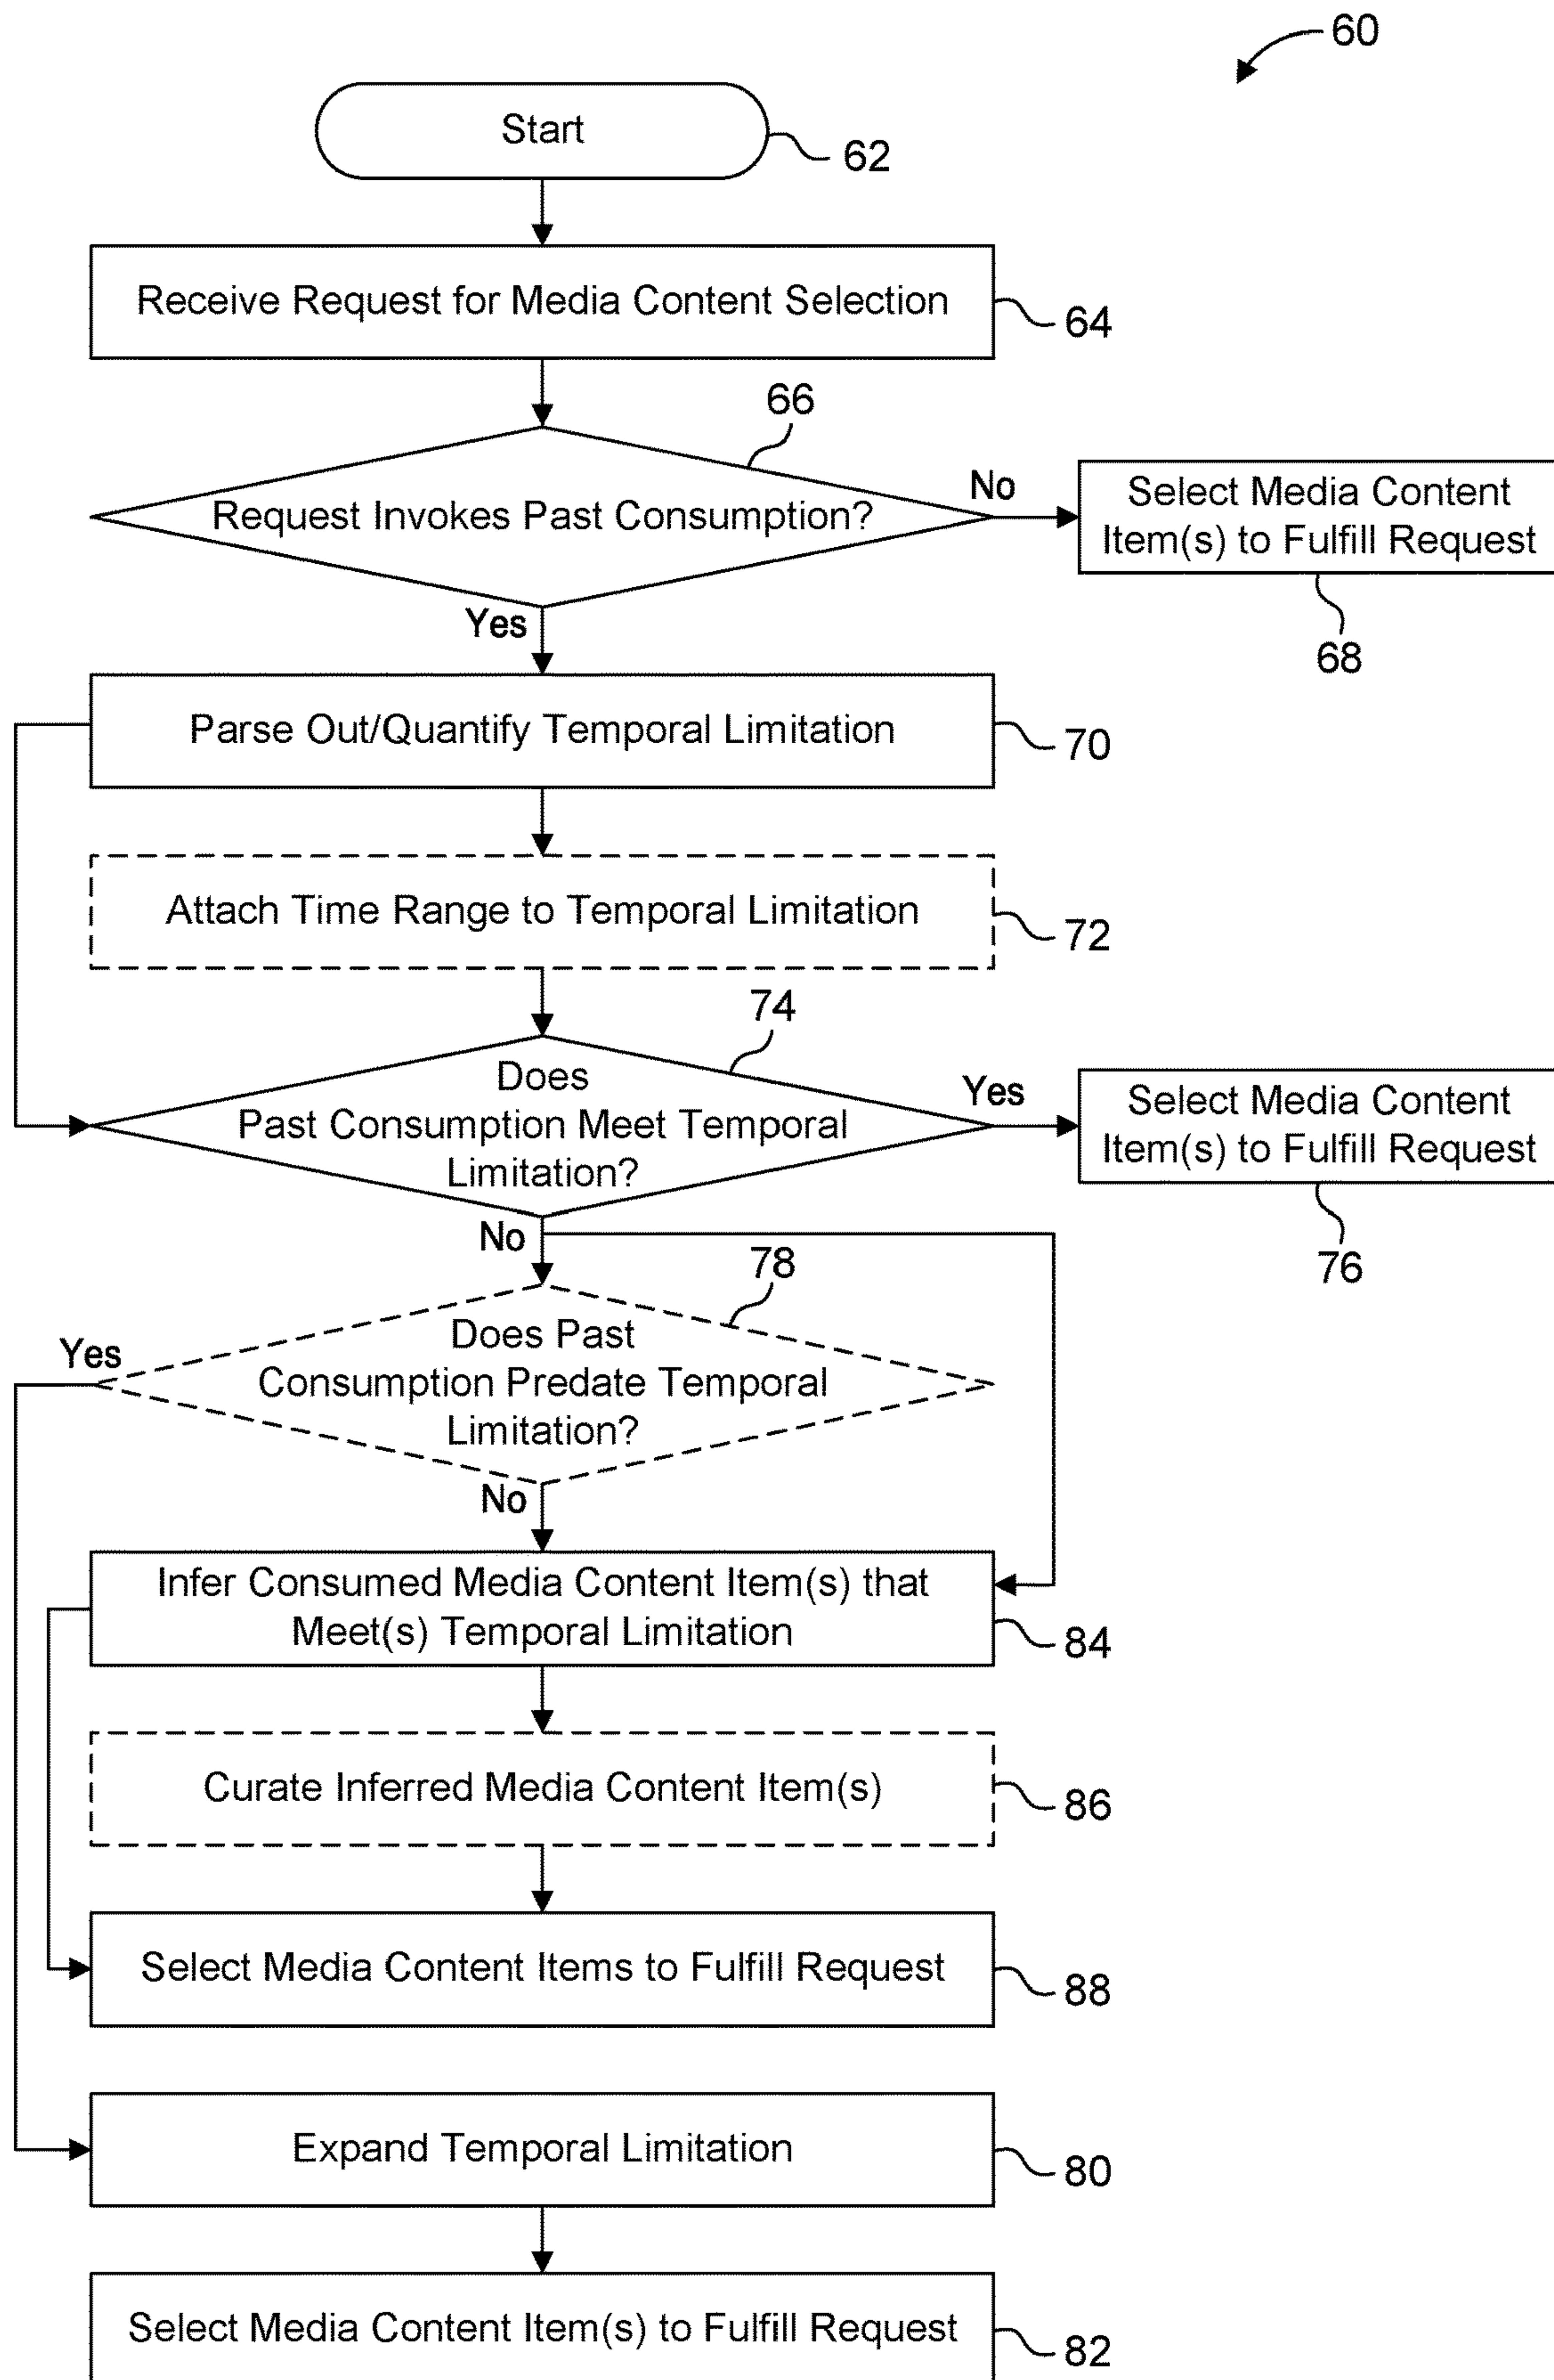 60
Start
62
Receive Request for Media Content Selection
64
66
Request Invokes Past Consumption?
No
Select Media Content
Item(s) to Fulfill Request
68
Yes
Parse Out/Quantify Temporal Limitation
70
Attach Time Range to Temporal Limitation
72
74
Does
Past Consumption Meet Temporal
Limitation?
Yes
Select Media Content
Item(s) to Fulfill Request
76
No
78
Does Past
Consumption Predate Temporal
Limitation?
Yes
No
Infer Consumed Media Content Item(s) that
Meet(s) Temporal Limitation
84
Curate Inferred Media Content Item(s)
86
Select Media Content Items to Fulfill Request
88
Expand Temporal Limitation
80
Select Media Content Item(s) to Fulfill Request
82